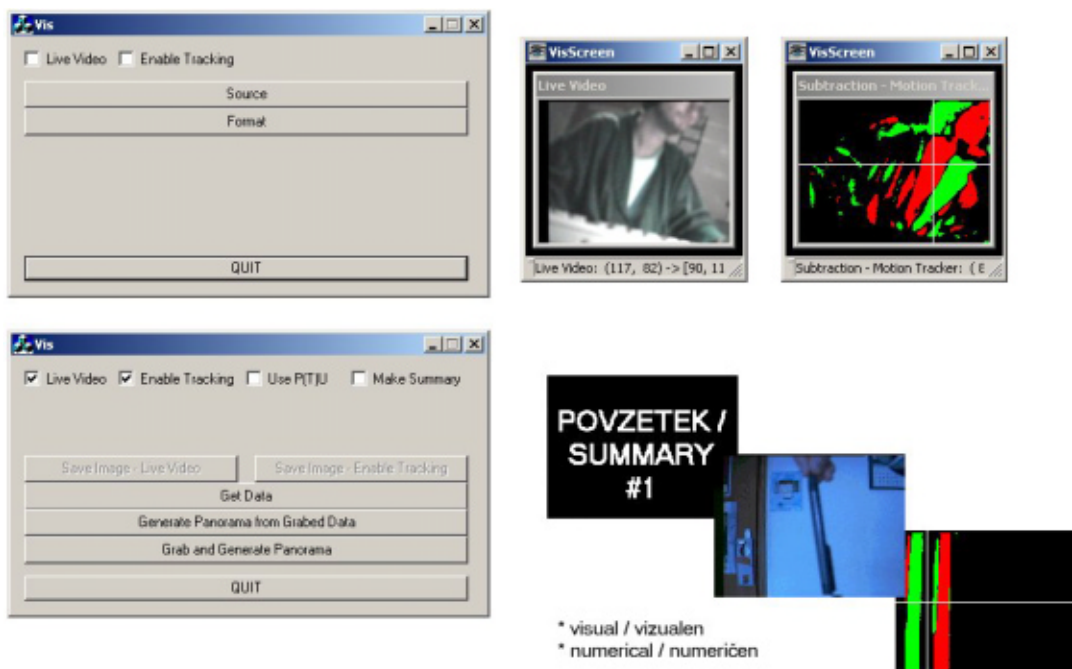 Vis
Live Video Enable Tracking
Source
Format
QUIT
VisScreen
Live Video
Live Video: (117, 82) -> [90, 11
VisScreen
Subtraction - Motion Track...
Subtraction - Motion Tracker: ( 8
Vis
Live Video Enable Tracking Use P(T)U Make Summary
Save Image - Live Video Save Image - Enable Tracking
Get Data
Generate Panorama from Grabed Data
Grab and Generate Panorama
QUIT
POVZETEK /
SUMMARY
#1
* visual / vizualen
* numerical / numeričen